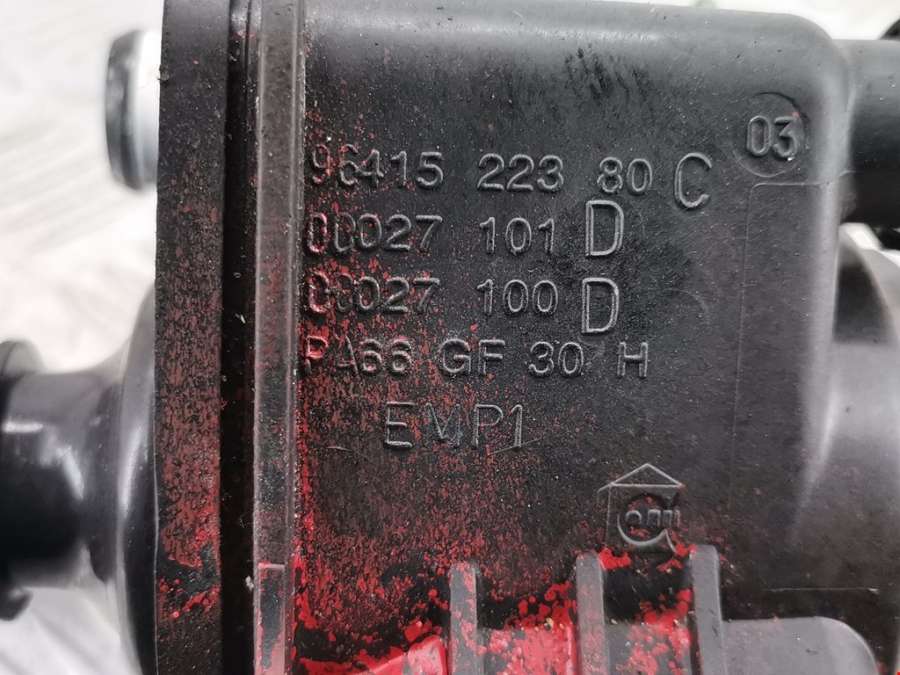 03
96415 223 80 C
00027 101 D
00027 100 D
PA66 GF 30 H
EMP1